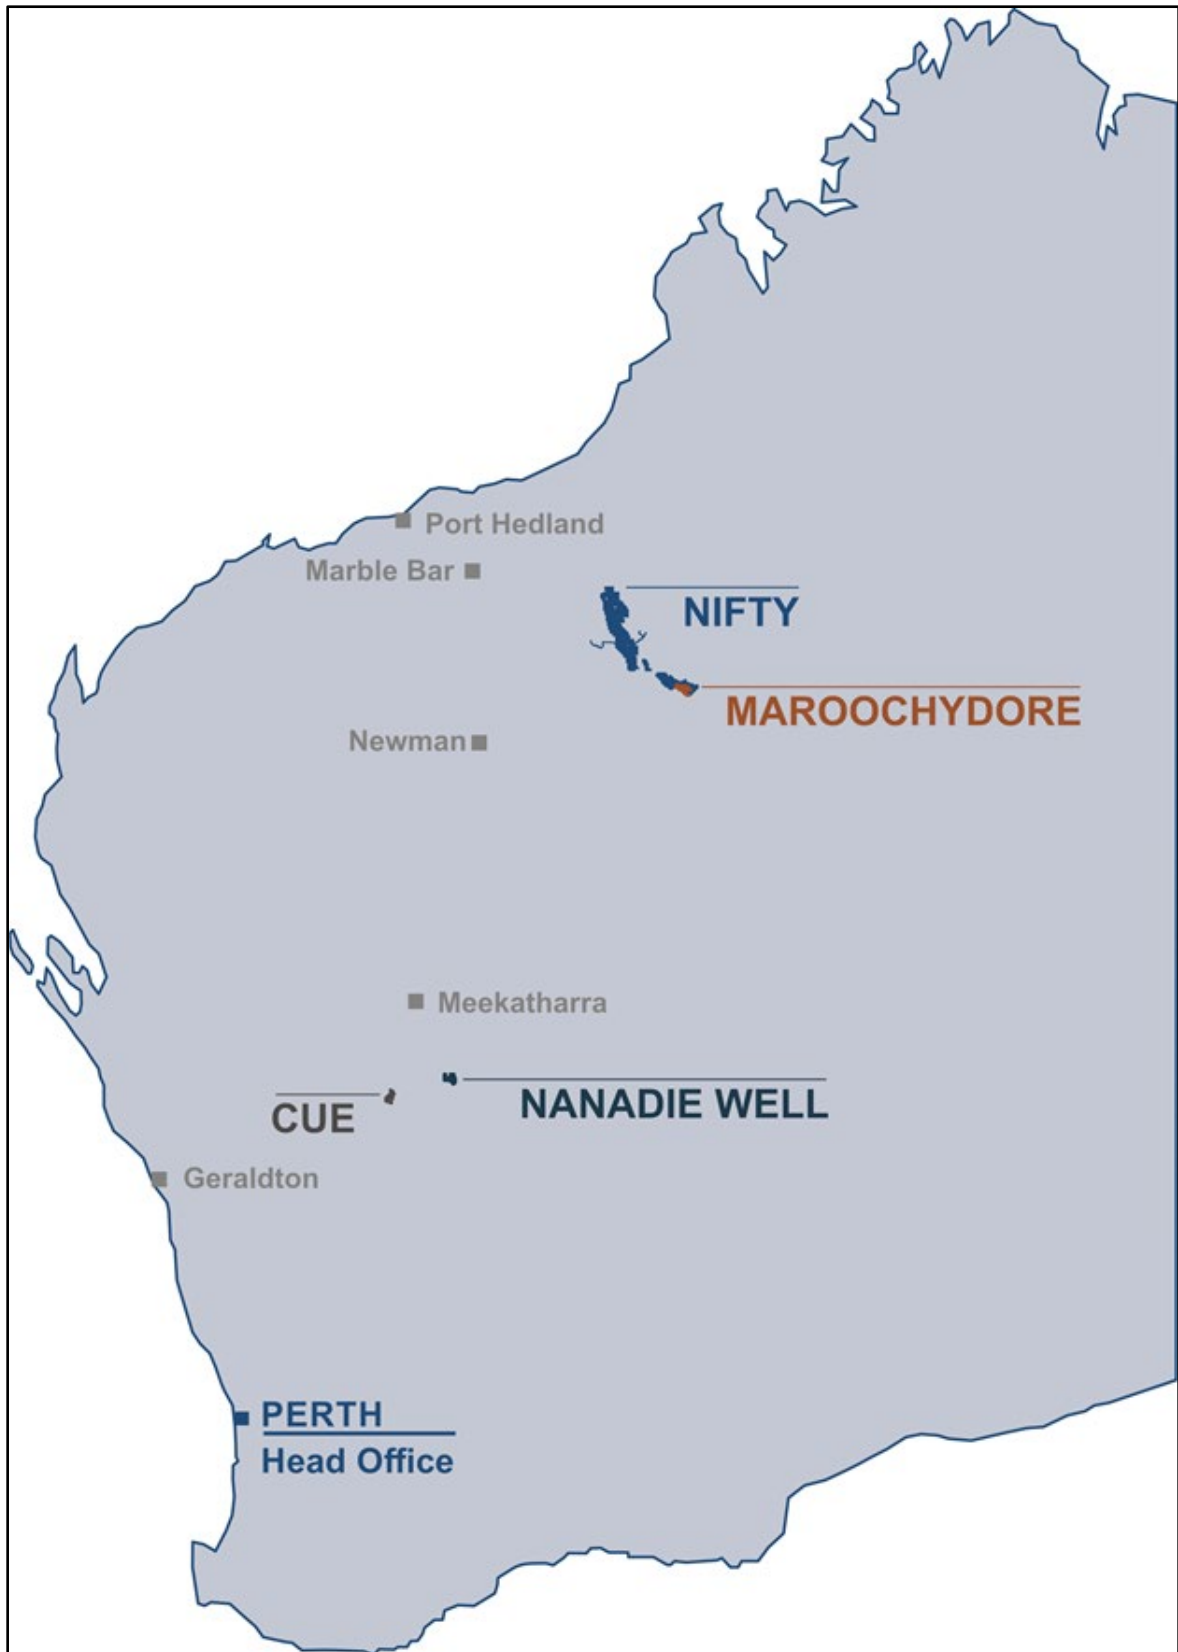 Port Hedland
Marble Bar
NIFTY
MAROOCHYDORE
Newman
Meekatharra
CUE
NANADIE WELL
Geraldton
PERTH
Head Office